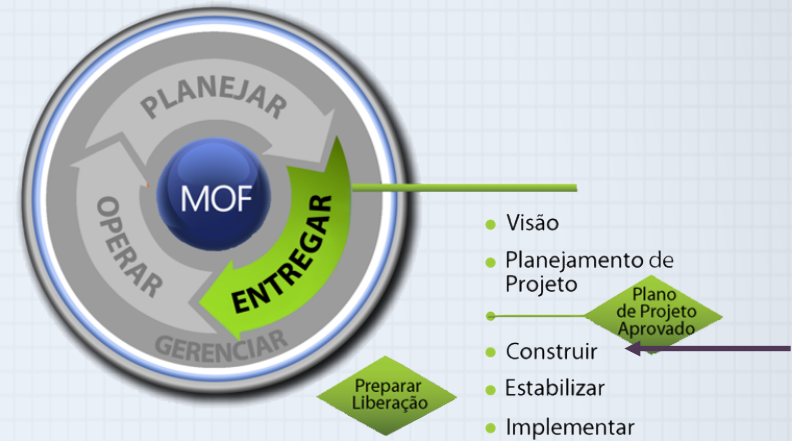 PLANEJAR
MOF
OPERAR
ENTREGAR
GERENCIAR
Visão
Planejamento de
Projeto
Plano
de Projeto
Aprovado
Construir
Preparar
Liberação
Estabilizar
Implementar